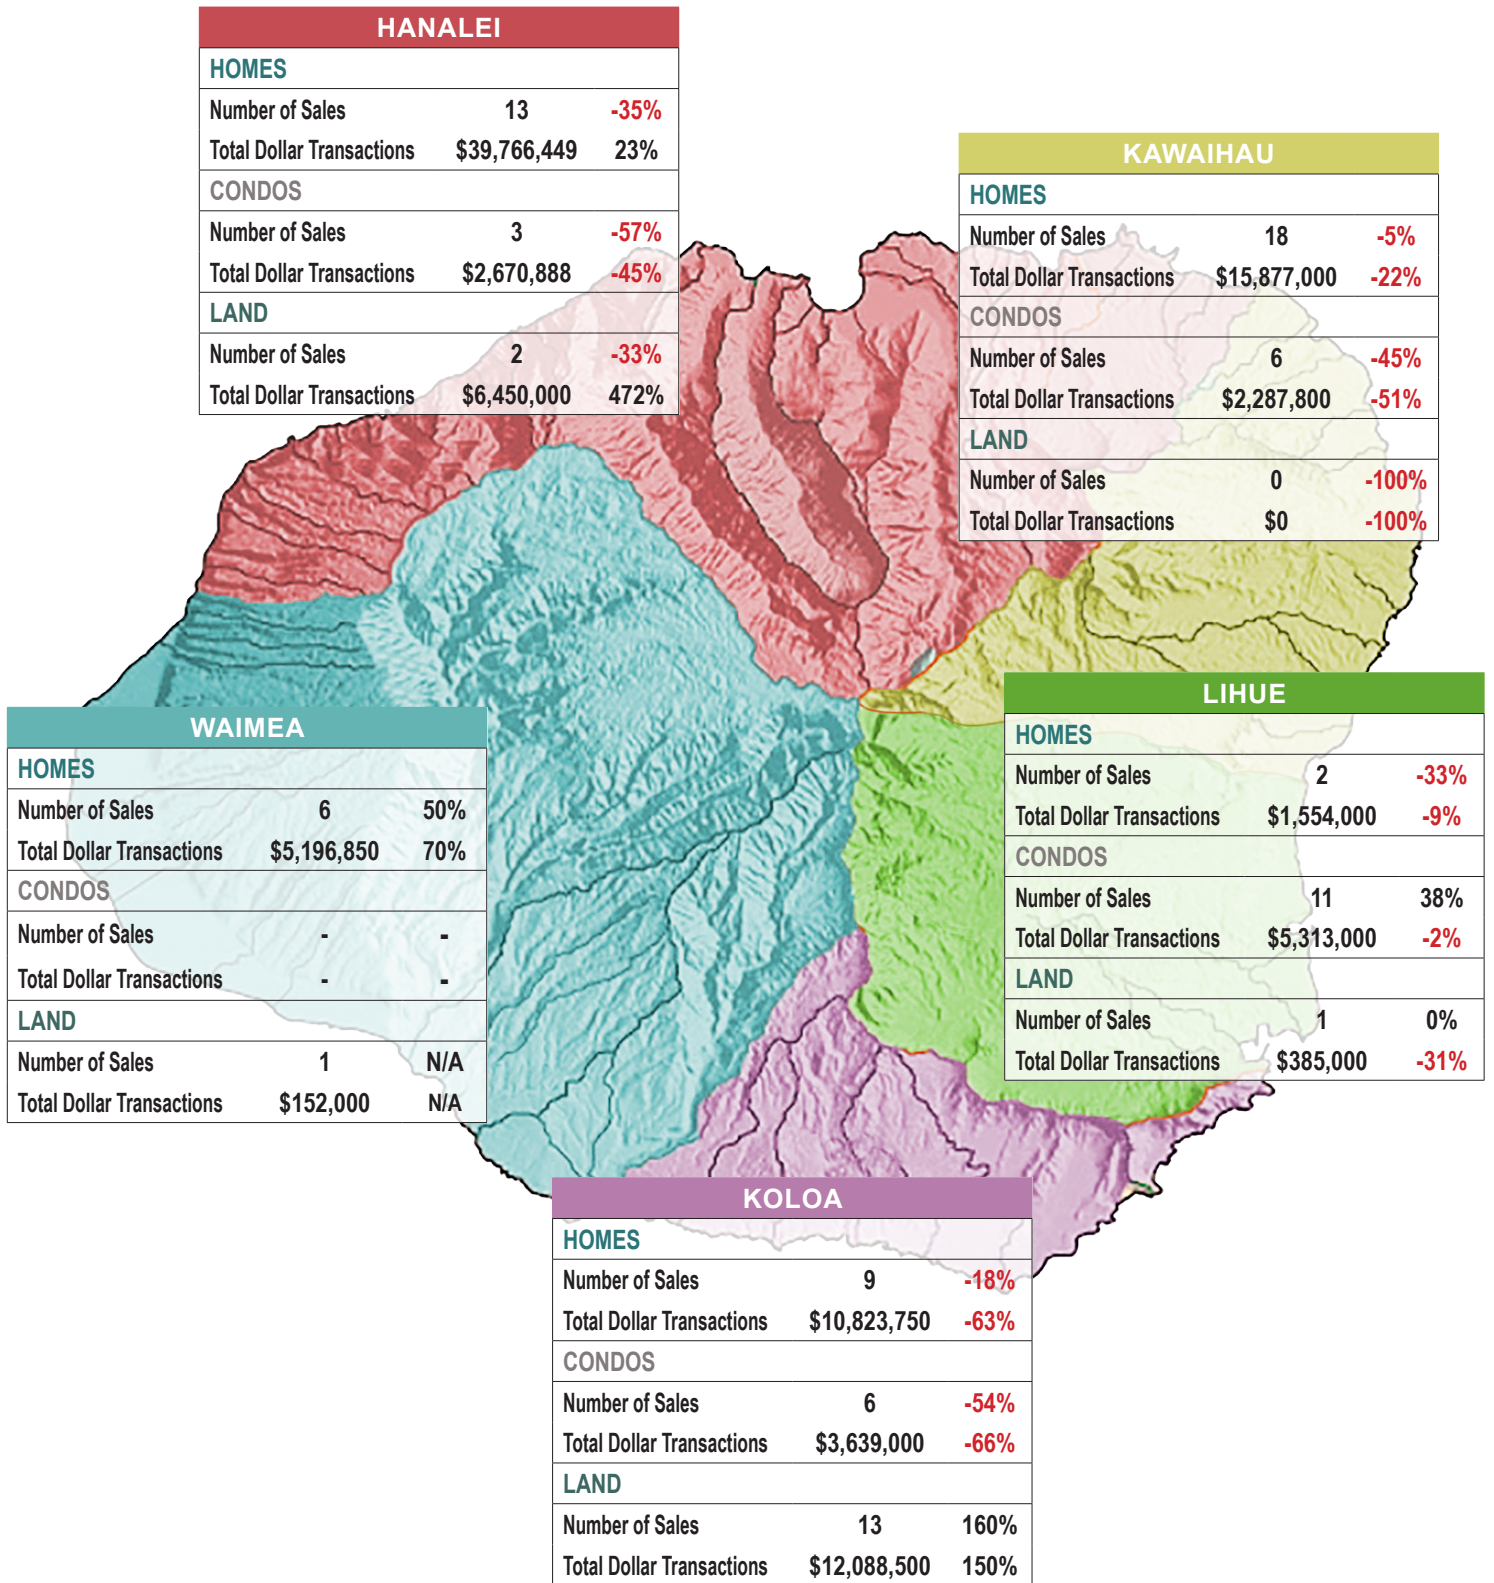 HANALEI
HOMES
Number of Sales 13 -35%
Total Dollar Transactions $39,766,449 23%
CONDOS
Number of Sales 3 -57%
Total Dollar Transactions $2,670,888 -45%
LAND
Number of Sales 2 -33%
Total Dollar Transactions $6,450,000 472%
KAWAIHAU
HOMES
Number of Sales 18 -5%
Total Dollar Transactions $15,877,000 -22%
CONDOS
Number of Sales 6 -45%
Total Dollar Transactions $2,287,800 -51%
LAND
Number of Sales 0 -100%
Total Dollar Transactions $0 -100%
WAIMEA
HOMES
Number of Sales 6 50%
Total Dollar Transactions $5,196,850 70%
CONDOS
Number of Sales - -
Total Dollar Transactions - -
LAND
Number of Sales 1 N/A
Total Dollar Transactions $152,000 N/A
LIHUE
HOMES
Number of Sales 2 -33%
Total Dollar Transactions $1,554,000 -9%
CONDOS
Number of Sales 11 38%
Total Dollar Transactions $5,313,000 -2%
LAND
Number of Sales 1 0%
Total Dollar Transactions $385,000 -31%
KOLOA
HOMES
Number of Sales 9 -18%
Total Dollar Transactions $10,823,750 -63%
CONDOS
Number of Sales 6 -54%
Total Dollar Transactions $3,639,000 -66%
LAND
Number of Sales 13 160%
Total Dollar Transactions $12,088,500 150%